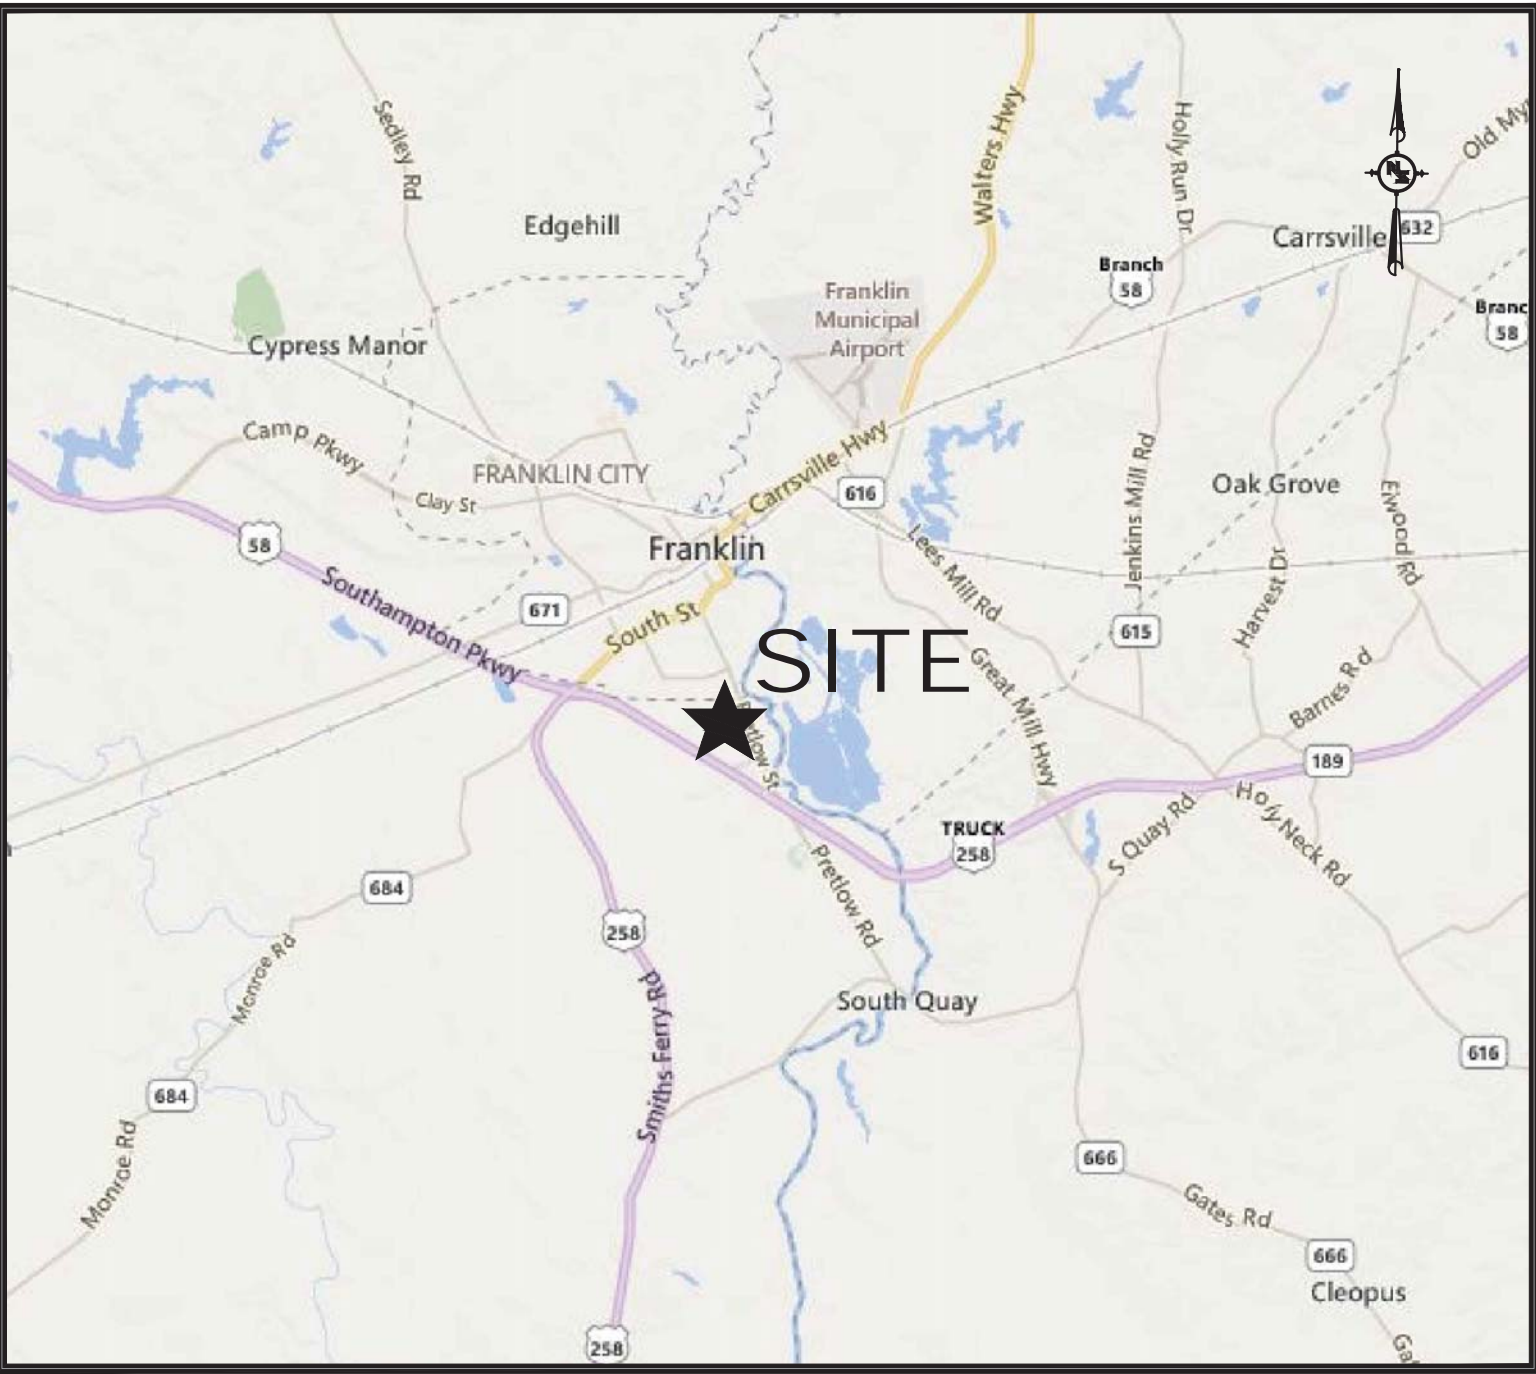 Sedley Rd
Walters Hwy
Holly Run Dr
Old My
N
Edgehill
Carrsville
632
Branch
58
Franklin
Municipal
Airport
Branc
58
Cypress Manor
Camp Pkwy
FRANKLIN CITY
Clay St
Carrsville Hwy
616
Oak Grove
Jenkins Mill Rd
Elwood Rd
58
Franklin
Lees Mill Rd
Harvest Dr
Southampton Pkwy
671
South St
615
SITE
Great Mill Hwy
Barnes Rd
Pretlow St
189
Holy Neck Rd
S Quay Rd
TRUCK
258
Pretlow Rd
684
258
Monroe Rd
Smiths Ferry Rd
South Quay
616
684
Monroe Rd
666
Gates Rd
666
Cleopus
Ga
258